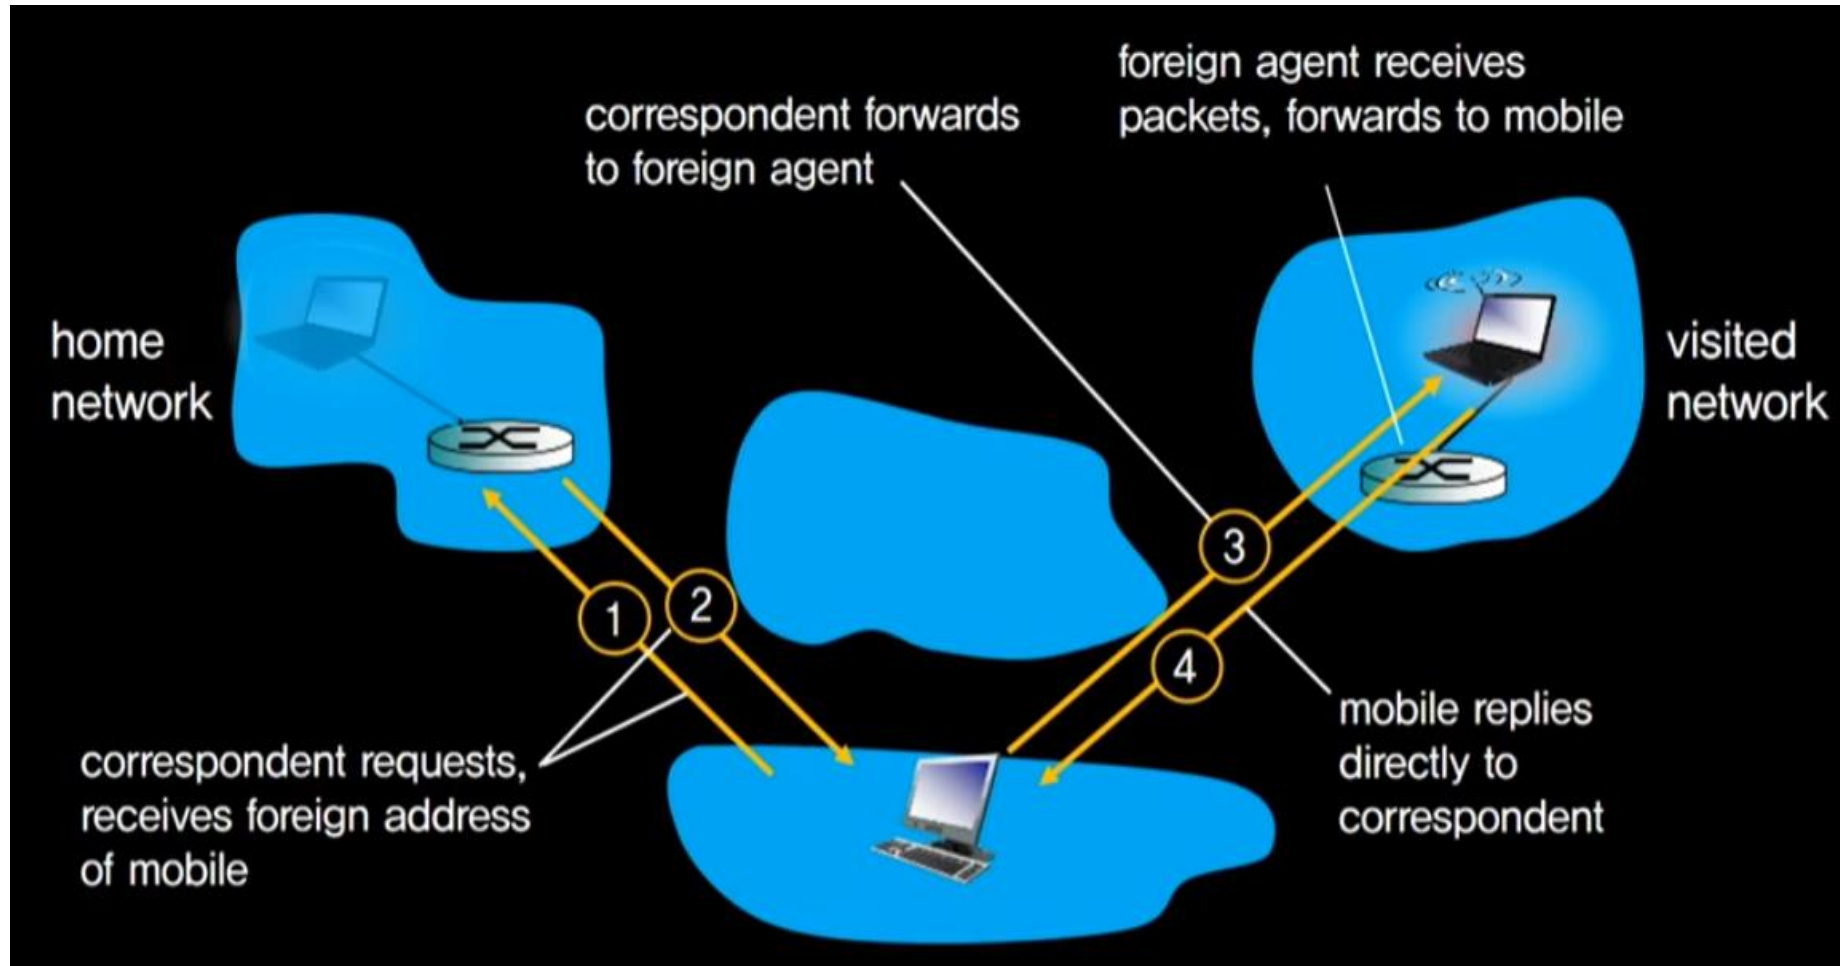 foreign agent receives
packets, forwards to mobile
correspondent forwards
to foreign agent
home
network
visited
network
3
1
2
4
mobile replies
directly to
correspondent
correspondent requests,
receives foreign address
of mobile